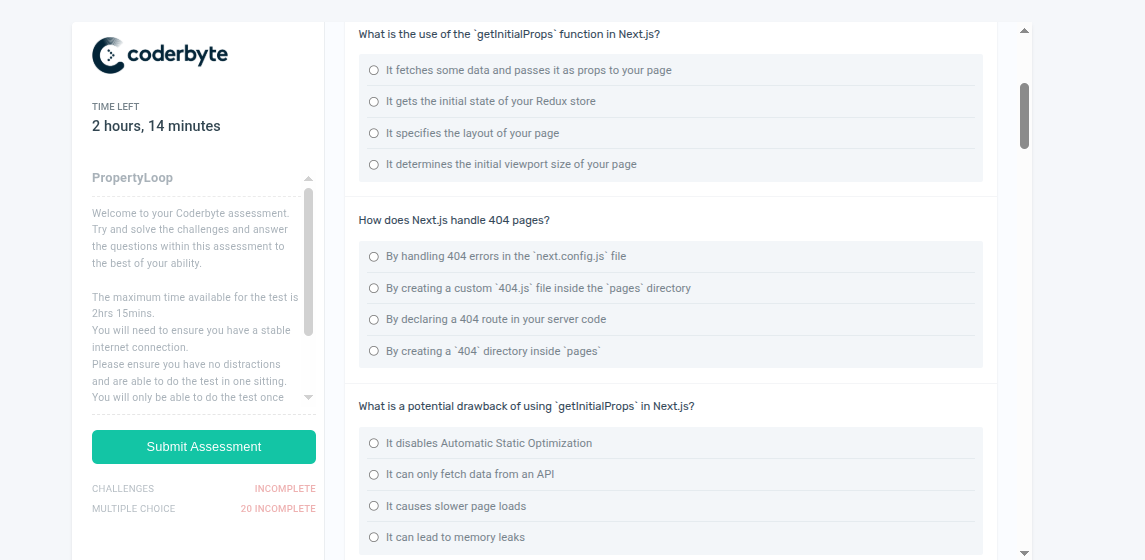 coderbyte
TIME LEFT
2 hours, 14 minutes
PropertyLoop
Welcome to your Coderbyte assessment.
Try and solve the challenges and answer
the questions within this assessment to
the best of your ability.
The maximum time available for the test is
2hrs 15mins.
You will need to ensure you have a stable
internet connection.
Please ensure you have no distractions
and are able to do the test in one sitting.
You will only be able to do the test once
Submit Assessment
CHALLENGES INCOMPLETE
MULTIPLE CHOICE 20 INCOMPLETE
What is the use of the `getInitialProps` function in Next.js?
It fetches some data and passes it as props to your page
It gets the initial state of your Redux store
It specifies the layout of your page
It determines the initial viewport size of your page
How does Next.js handle 404 pages?
By handling 404 errors in the `next.config.js` file
By creating a custom `404.js` file inside the `pages` directory
By declaring a 404 route in your server code
By creating a `404` directory inside `pages`
What is a potential drawback of using `getInitialProps` in Next.js?
It disables Automatic Static Optimization
It can only fetch data from an API
It causes slower page loads
It can lead to memory leaks